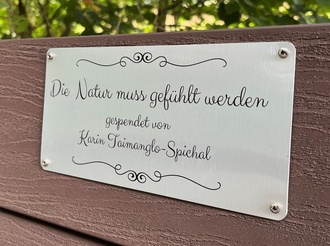 Die Natur muss gefühlt werden
gespendet von
Karin Taimanglo-Spichal